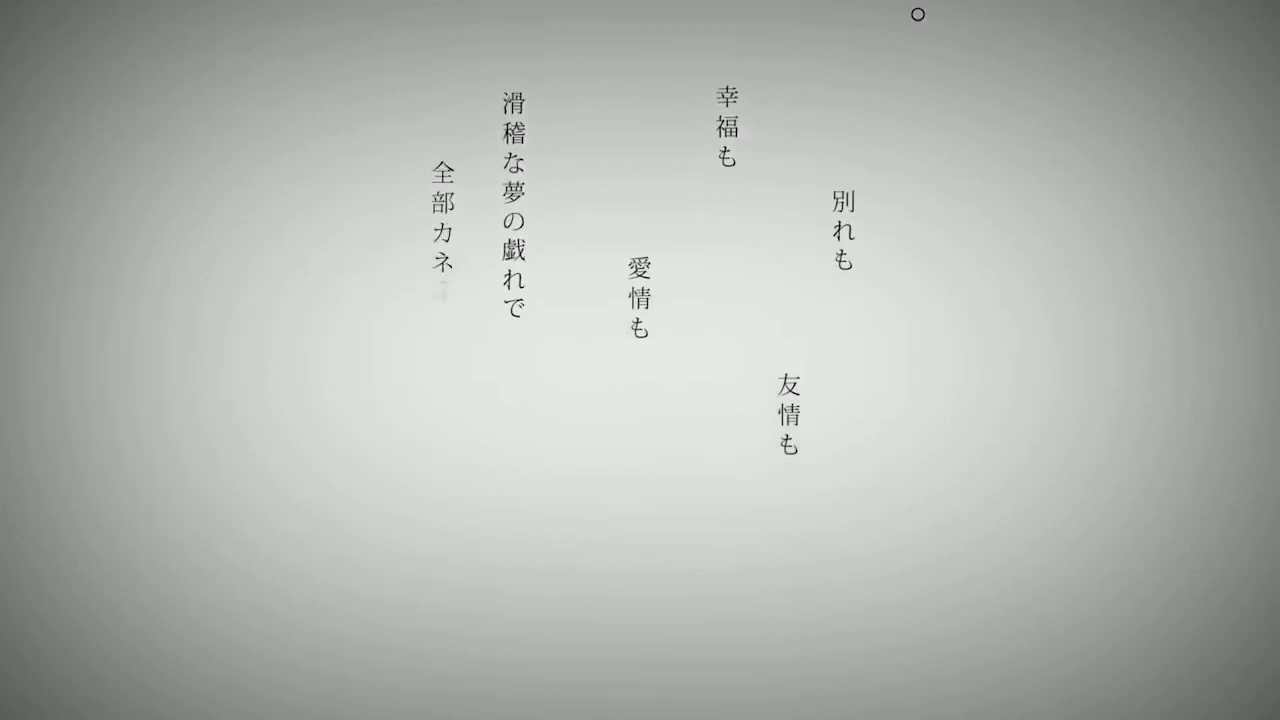 幸福も
別れも
愛情も
友情も
滑稽な夢の戯れで
全部カネ